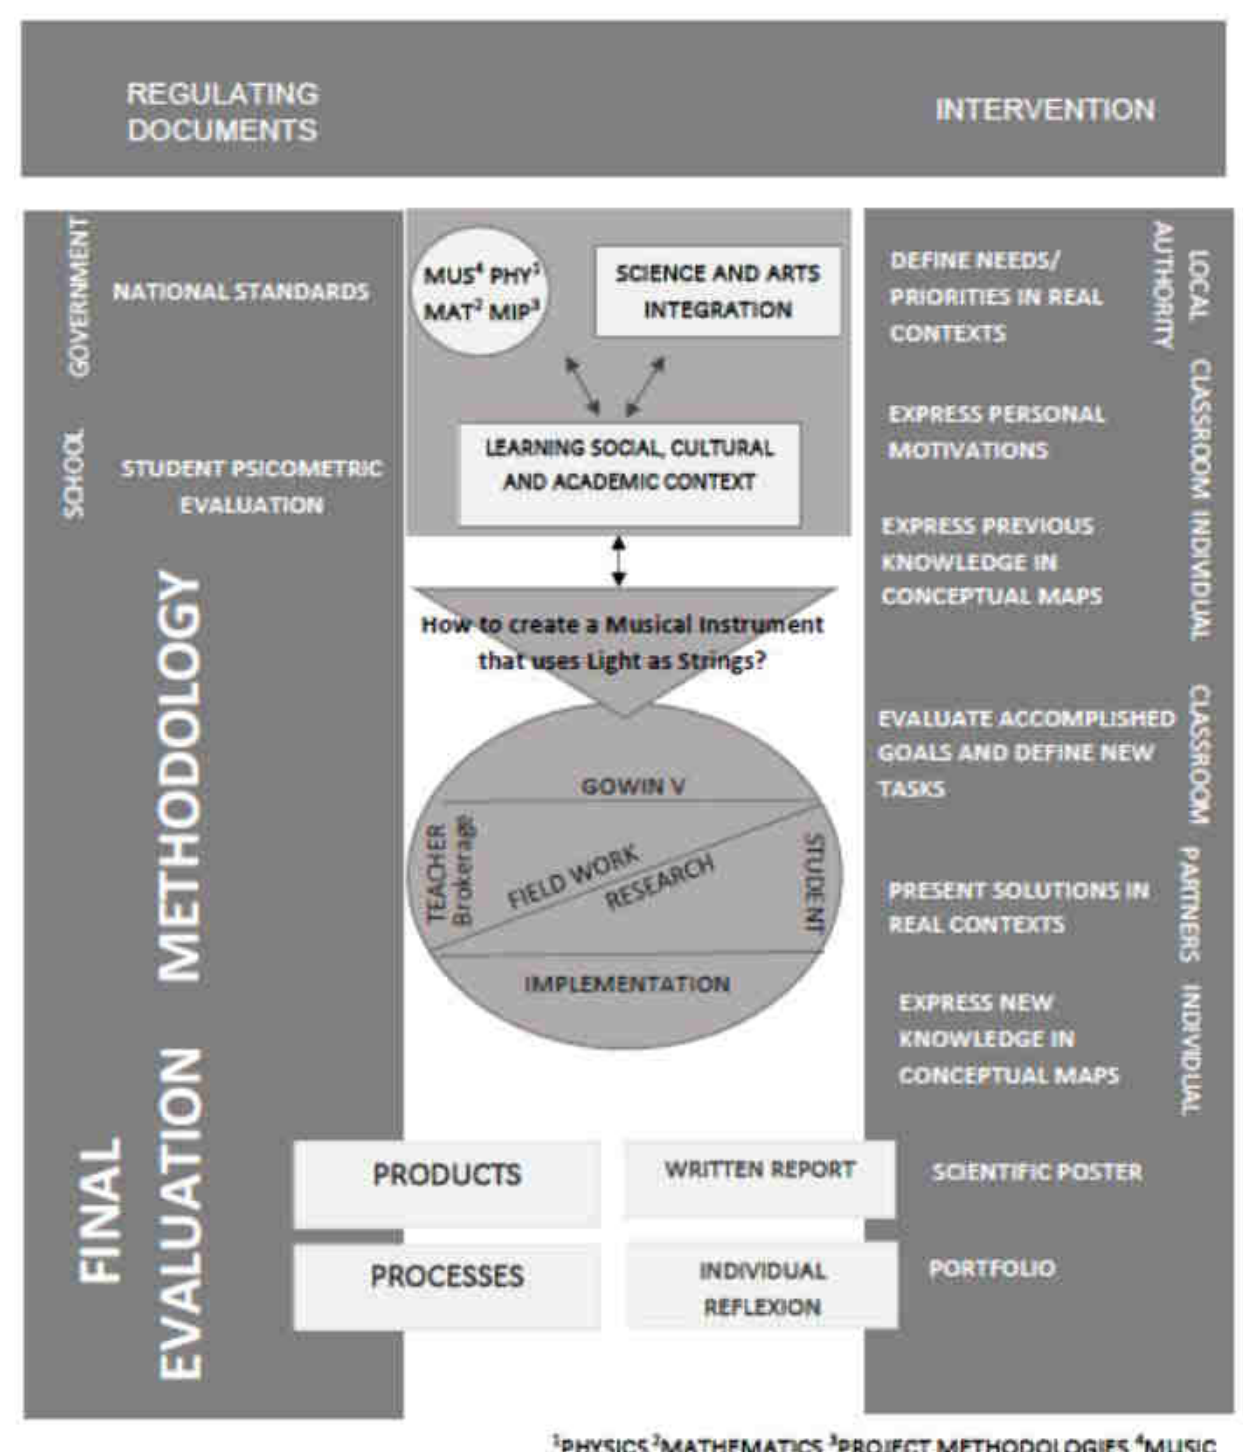 REGULATING
DOCUMENTS
INTERVENTION
GOVERNMENT
NATIONAL STANDARDS
SCHOOL
STUDENT PSICOMETRIC
EVALUATION
METHODOLOGY
FINAL
EVALUATION
MUS⁴ PHY¹
MAT² MIP³
SCIENCE AND ARTS
INTEGRATION
LEARNING SOCIAL, CULTURAL
AND ACADEMIC CONTEXT
How to create a Musical Instrument
that uses Light as Strings?
GOWIN V
TEACHER
Brokerage
FIELD WORK
RESEARCH
STUDENT
IMPLEMENTATION
DEFINE NEEDS/
PRIORITIES IN REAL
CONTEXTS
LOCAL
AUTHORITY
EXPRESS PERSONAL
MOTIVATIONS
CLASSROOM
EXPRESS PREVIOUS
KNOWLEDGE IN
CONCEPTUAL MAPS
INDIVIDUAL
EVALUATE ACCOMPLISHED
GOALS AND DEFINE NEW
TASKS
CLASSROOM
PRESENT SOLUTIONS IN
REAL CONTEXTS
PARTNERS
EXPRESS NEW
KNOWLEDGE IN
CONCEPTUAL MAPS
INDIVIDUAL
PRODUCTS
WRITTEN REPORT
SCIENTIFIC POSTER
PROCESSES
INDIVIDUAL
REFLEXION
PORTFOLIO
¹PHYSICS ²MATHEMATICS ³PROJECT METHODOLOGIES ⁴MUSIC